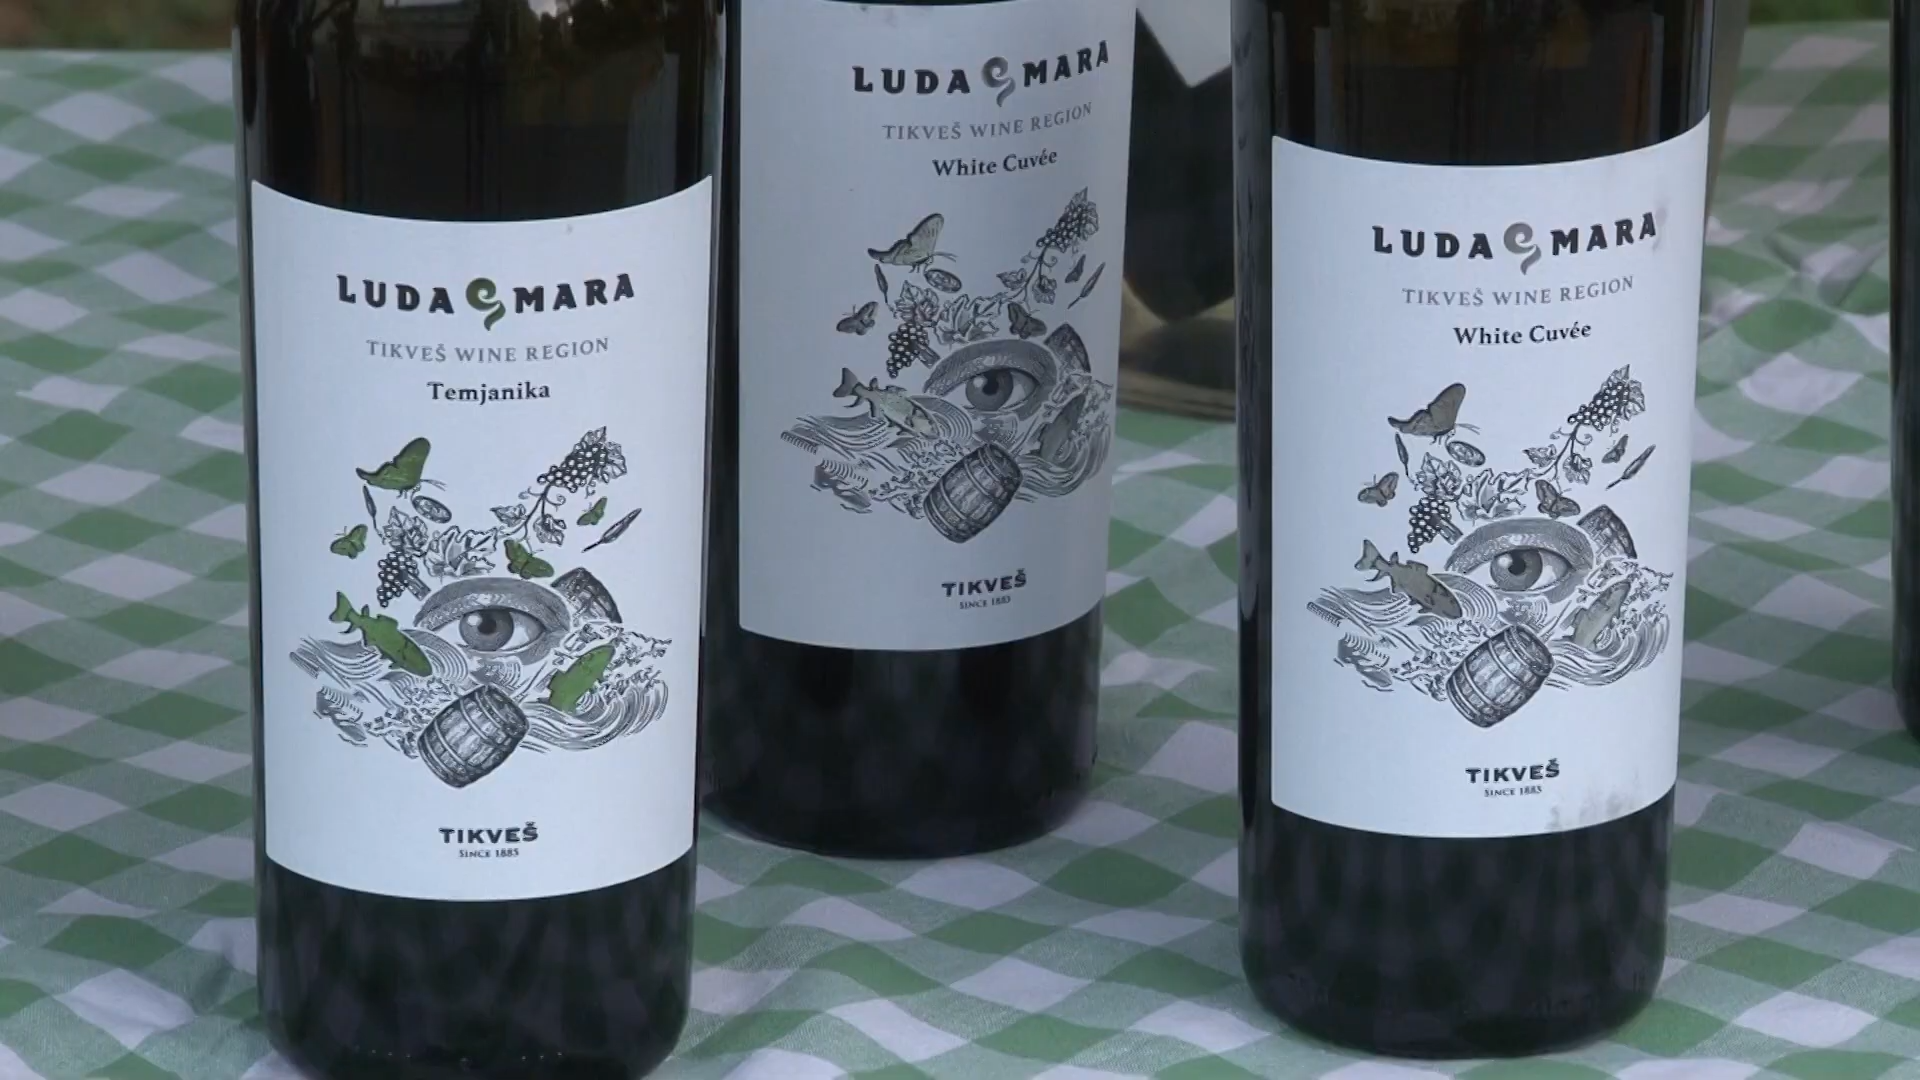 LUDA MARA
TIKVEŠ WINE REGION
Temjanika
TIKVEŠ
SINCE 1885
LUDA MARA
TIKVEŠ WINE REGION
White Cuvée
TIKVEŠ
SINCE 1885
LUDA MARA
TIKVEŠ WINE REGION
White Cuvée
TIKVEŠ
SINCE 1885